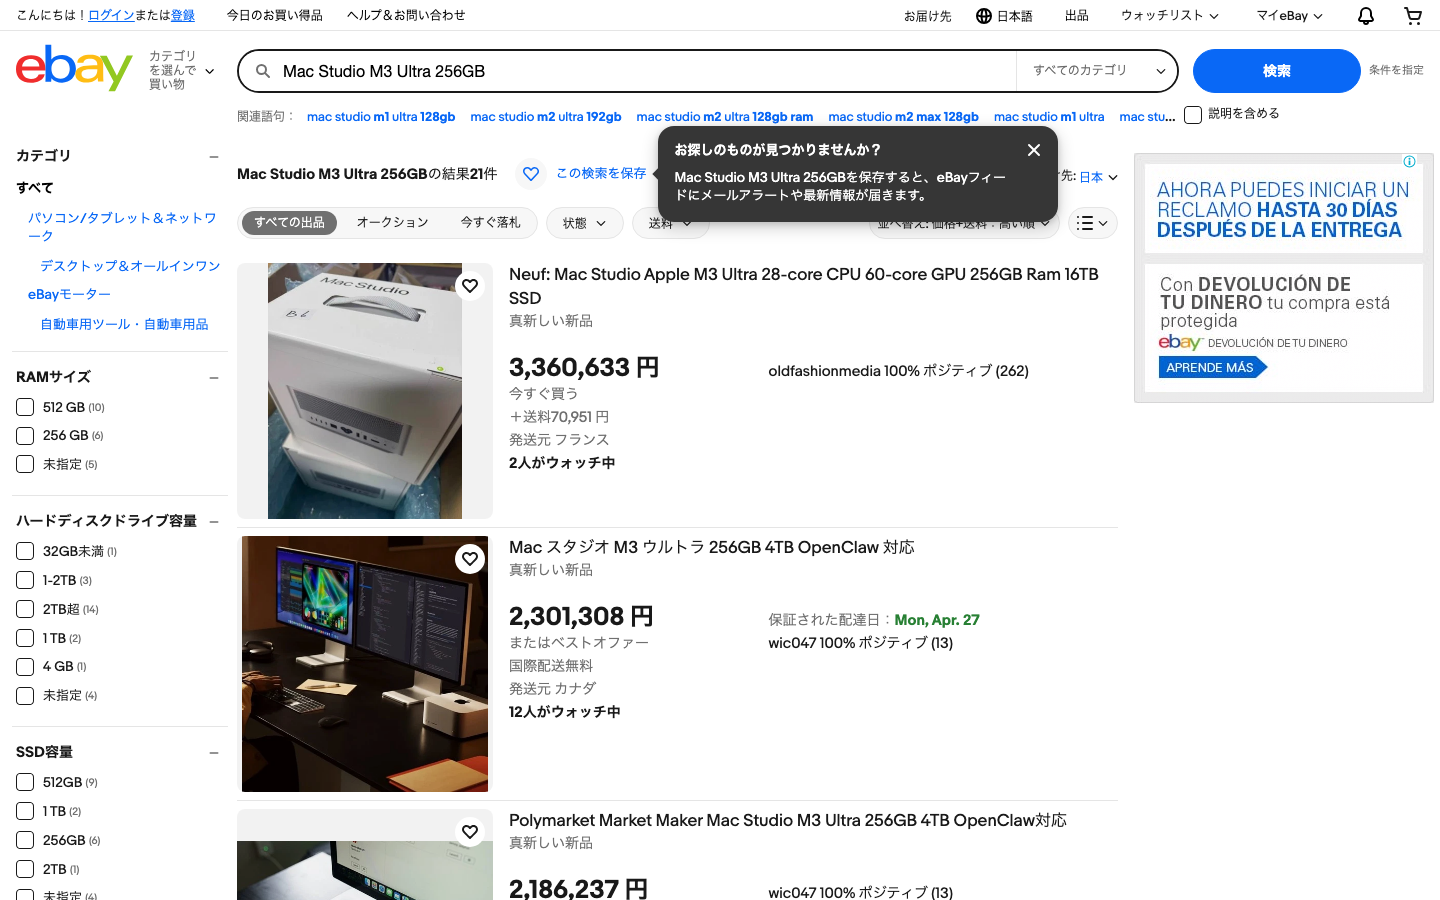 こんにちは！ログインまたは登録
今日のお買い得品
ヘルプ＆お問い合わせ
お届け先
日本語
出品
ウォッチリスト
マイeBay
ebay
カテゴリを選んで買い物
Mac Studio M3 Ultra 256GB
すべてのカテゴリ
検索
条件を指定
関連語句：
mac studio m1 ultra 128gb
mac studio m2 ultra 192gb
mac studio m2 ultra 128gb ram
mac studio m2 max 128gb
mac studio m1 ultra
mac stu...
説明を含める
お探しのものが見つかりませんか？
Mac Studio M3 Ultra 256GBを保存すると、eBayフィー
ドにメールアラートや最新情報が届きます。
カテゴリ
すべて
パソコン/タブレット＆ネットワ
ーク
デスクトップ＆オールインワン
eBayモーター
自動車用ツール・自動車用品
RAMサイズ
512 GB (10)
256 GB (6)
未指定 (5)
ハードディスクドライブ容量
32GB未満 (1)
1-2TB (3)
2TB超 (14)
1 TB (2)
4 GB (1)
未指定 (4)
SSD容量
512GB (9)
1 TB (2)
256GB (6)
2TB (1)
未指定 (4)
Mac Studio M3 Ultra 256GBの結果21件
この検索を保存
け先: 日本
すべての出品
オークション
今すぐ落札
状態
送料
並べ替え: 価格+送料：高い順
Mac Studio
Neuf: Mac Studio Apple M3 Ultra 28-core CPU 60-core GPU 256GB Ram 16TB
SSD
真新しい新品
3,360,633 円
今すぐ買う
＋送料70,951 円
発送元 フランス
2人がウォッチ中
oldfashionmedia 100% ポジティブ (262)
Mac スタジオ M3 ウルトラ 256GB 4TB OpenClaw 対応
真新しい新品
2,301,308 円
またはベストオファー
国際配送無料
発送元 カナダ
12人がウォッチ中
保証された配達日：Mon, Apr. 27
wic047 100% ポジティブ (13)
Polymarket Market Maker Mac Studio M3 Ultra 256GB 4TB OpenClaw対応
真新しい新品
2,186,237 円
wic047 100% ポジティブ (13)
AHORA PUEDES INICIAR UN
RECLAMO HASTA 30 DÍAS
DESPUÉS DE LA ENTREGA
Con DEVOLUCIÓN DE
TU DINERO tu compra está
protegida
ebay DEVOLUCIÓN DE TU DINERO
APRENDE MÁS